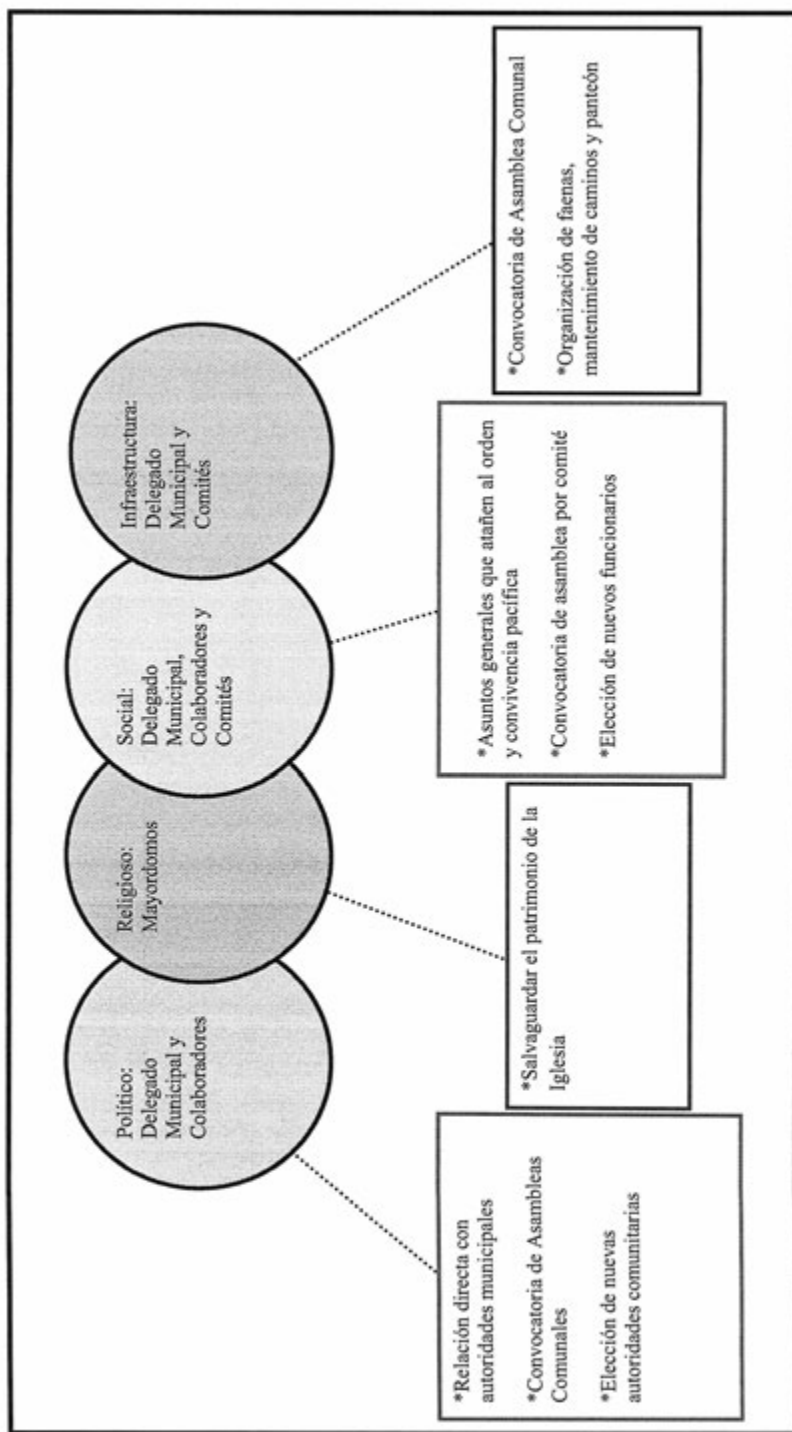 Político:
Delegado
Municipal y
Colaboradores
Religioso:
Mayordomos
Social:
Delegado
Municipal,
Colaboradores y
Comités
Infraestructura:
Delegado
Municipal y
Comités
*Relación directa con
autoridades municipales
*Convocatoria de Asambleas
Comunales
*Elección de nuevas
autoridades comunitarias
*Salvaguardar el patrimonio de la
Iglesia
*Asuntos generales que atañen al orden
y convivencia pacífica
*Convocatoria de asamblea por comité
*Elección de nuevos funcionarios
*Convocatoria de Asamblea Comunal
*Organización de faenas,
mantenimiento de caminos y panteón